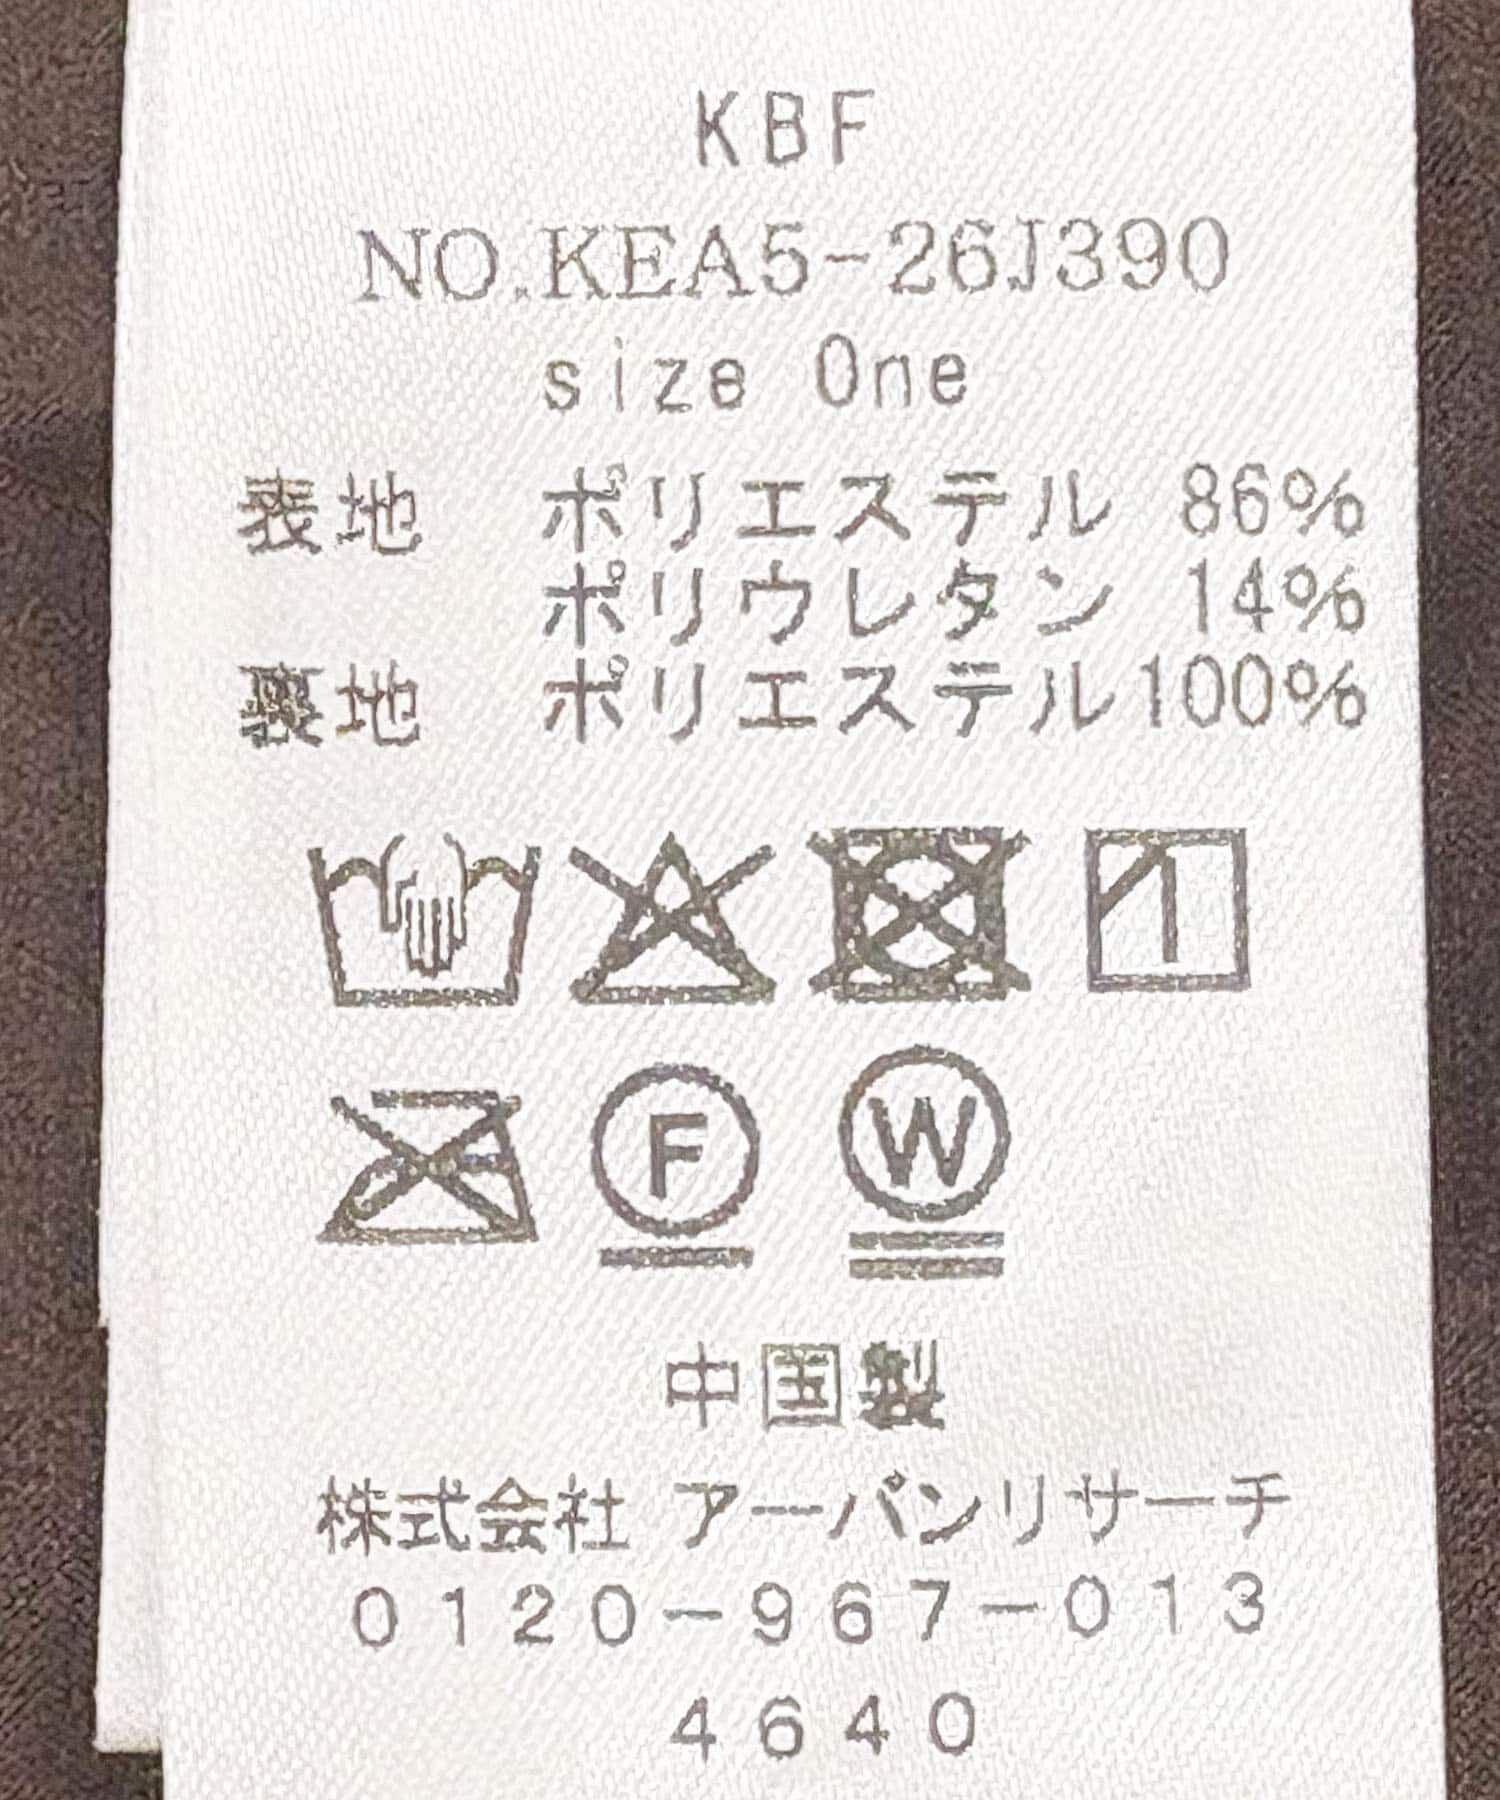 KBF
NO.KEA5-26J390
size One
表地 ポリエステル 86%
ポリウレタン 14%
裏地 ポリエステル100%
F W
中国製
株式会社 アーバンリサーチ
0120-967-013
4640